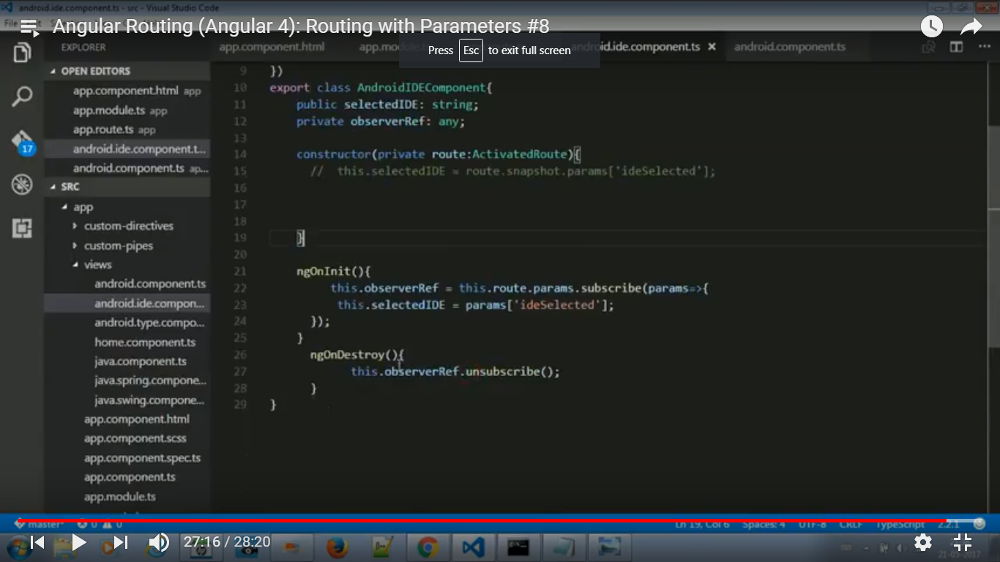 android.ide.component.ts - src - Visual Studio Code
File
Angular Routing (Angular 4): Routing with Parameters #8
Press Esc to exit full screen
EXPLORER
app.component.html
android.ide.component.ts
android.component.ts
OPEN EDITORS
app.component.html app
app.module.ts app
app.route.ts app
android.ide.component.t...
android.component.ts ap...
17
SRC
app
custom-directives
custom-pipes
views
android.component.ts
android.ide.compon...
android.type.compo...
home.component.ts
java.component.ts
java.spring.compone...
java.swing.compone...
app.component.html
app.component.scss
app.component.spec.ts
app.component.ts
app.module.ts
9 })
10 export class AndroidIDEComponent{
11 public selectedIDE: string;
12 private observerRef: any;
13
14 constructor(private route:ActivatedRoute){
15 // this.selectedIDE = route.snapshot.params['ideSelected'];
16
17
18
19 }
20
21 ngOnInit(){
22 this.observerRef = this.route.params.subscribe(params=>{
23 this.selectedIDE = params['ideSelected'];
24 });
25 }
26 ngOnDestroy(){
27 this.observerRef.unsubscribe();
28 }
29 }
master* 0 0
Ln 19, Col 6 Spaces: 4 UTF-8 CRLF TypeScript 2.2.1
27:16 / 28:20
21-05-2017